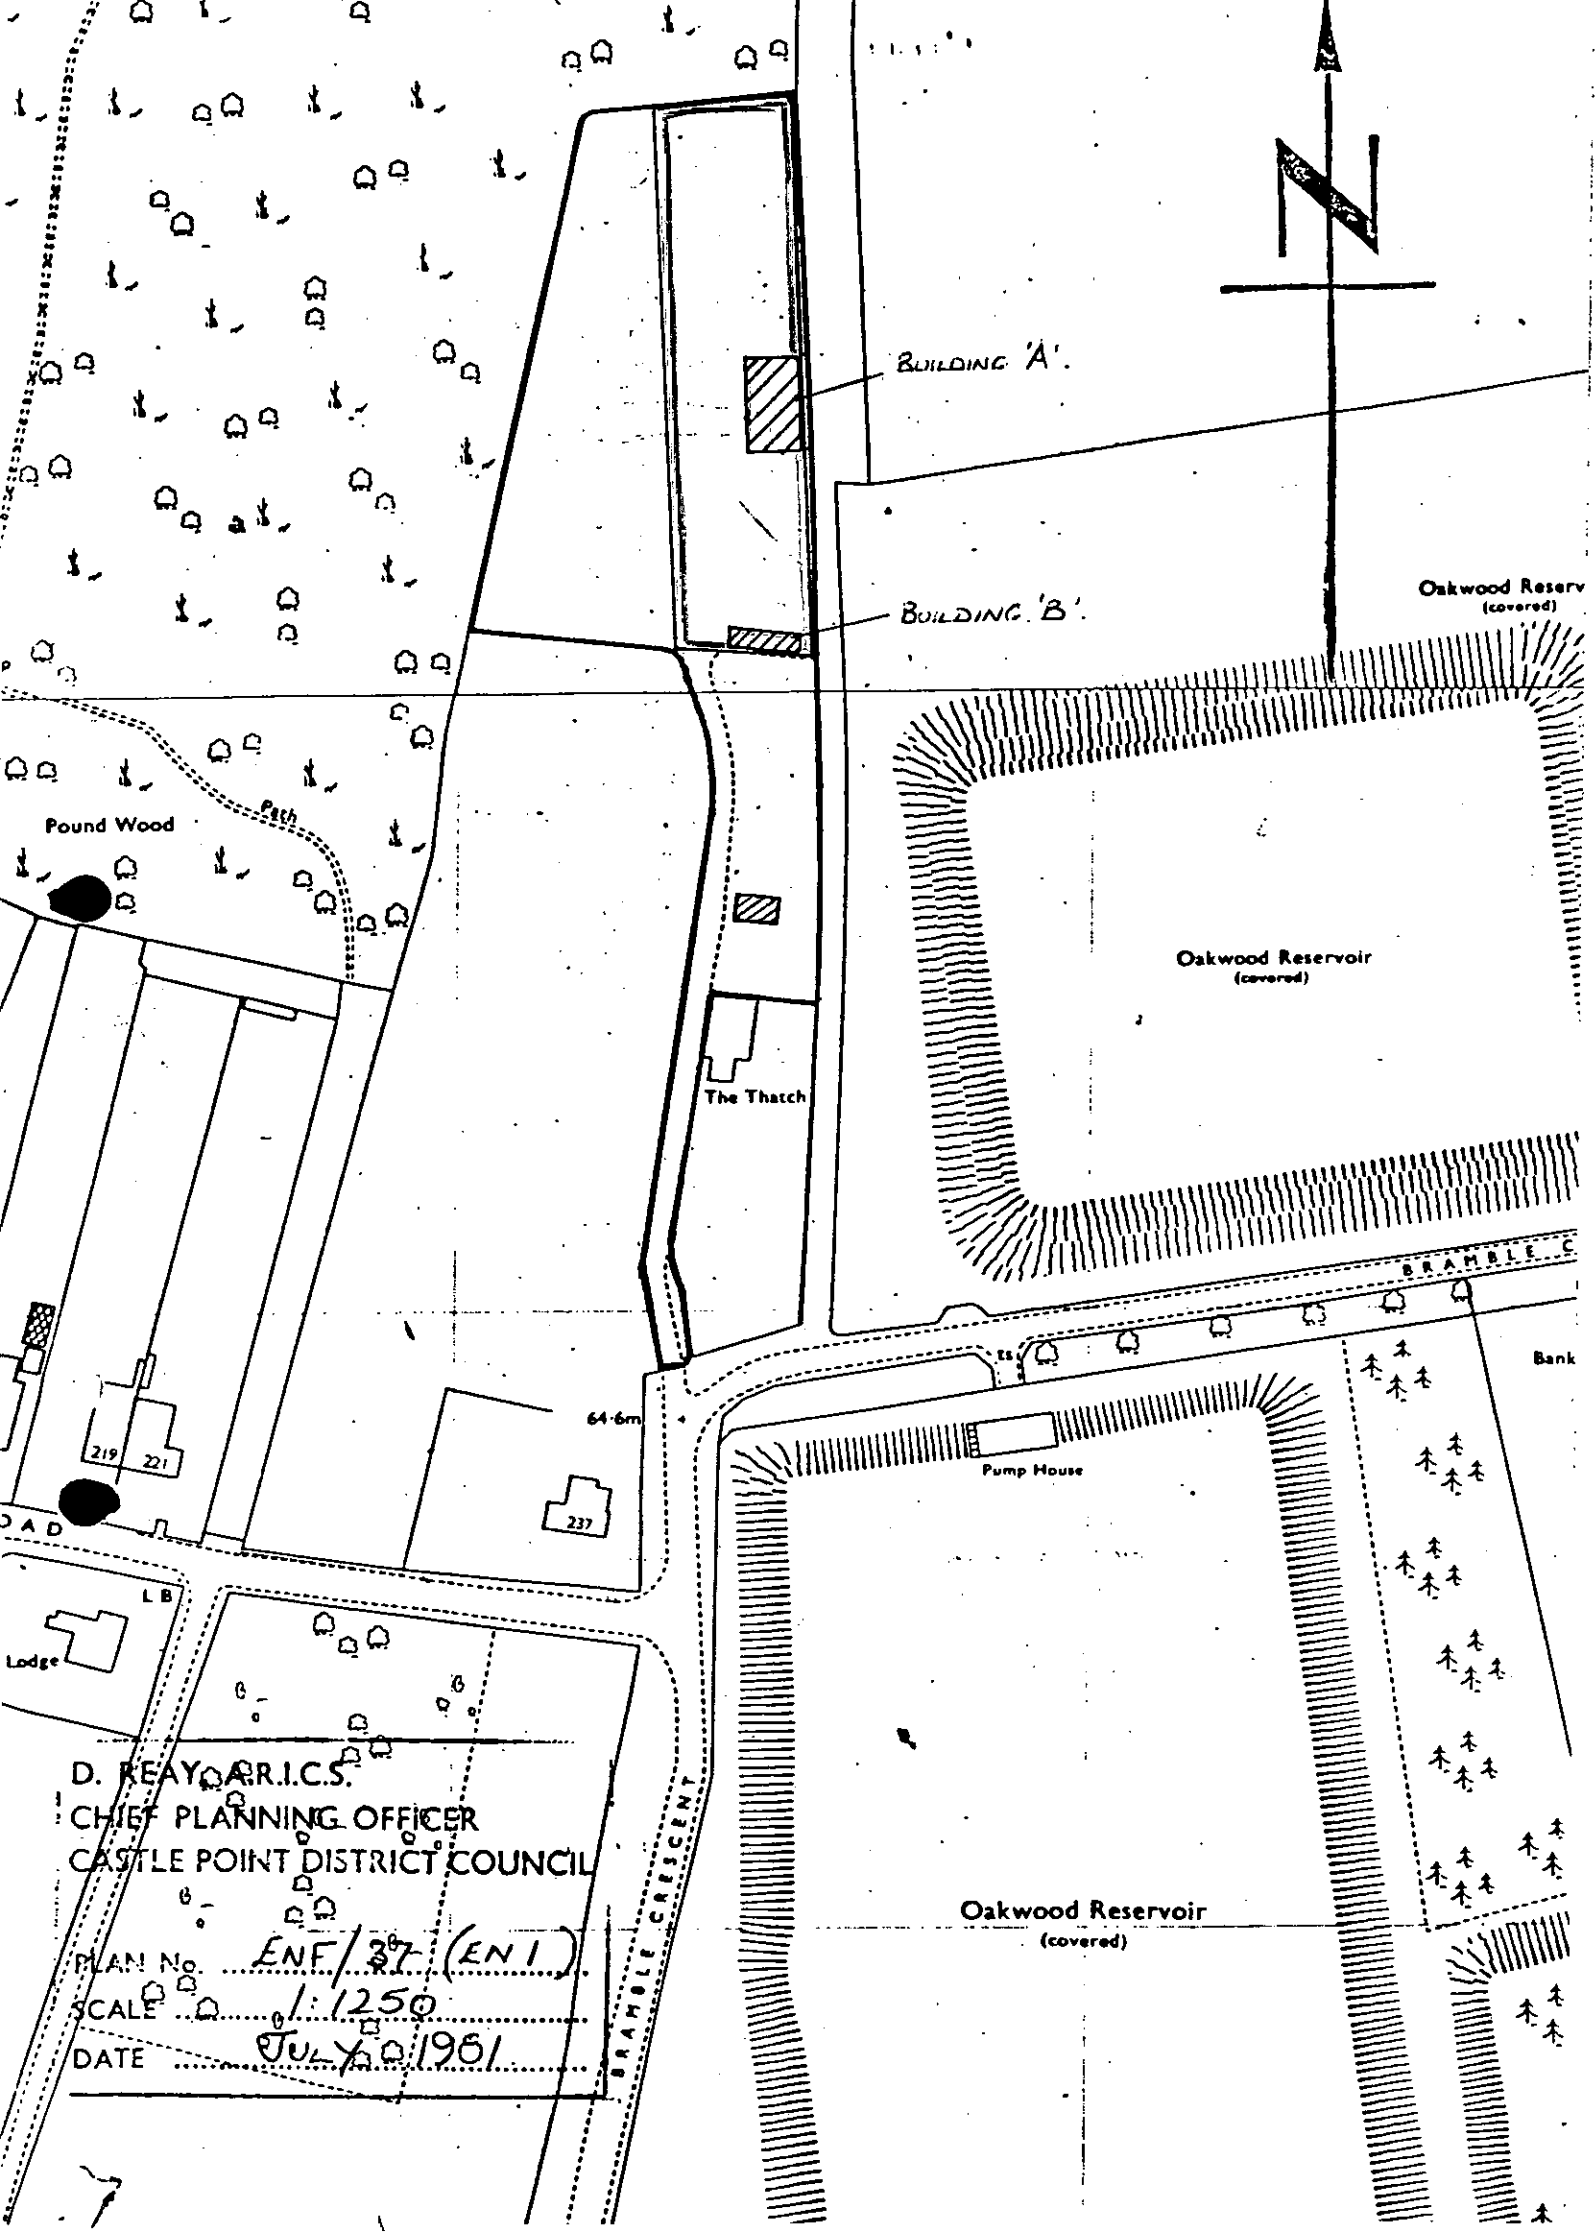 N
BUILDING 'A'.
BUILDING 'B'.
Oakwood Reserv
(covered)
Pound Wood
Path
Oakwood Reservoir
(covered)
The Thatch
BRAMBLE C
Bank
64·6m
Pump House
219
221
237
OAD
LB
Lodge
D. REAY, A.R.I.C.S.
CHIEF PLANNING OFFICER
CASTLE POINT DISTRICT COUNCIL
PLAN No. ENF/37 (EN 1)
SCALE 1:1250
DATE JULY 1981
BRAMBLE CRESCENT
Oakwood Reservoir
(covered)